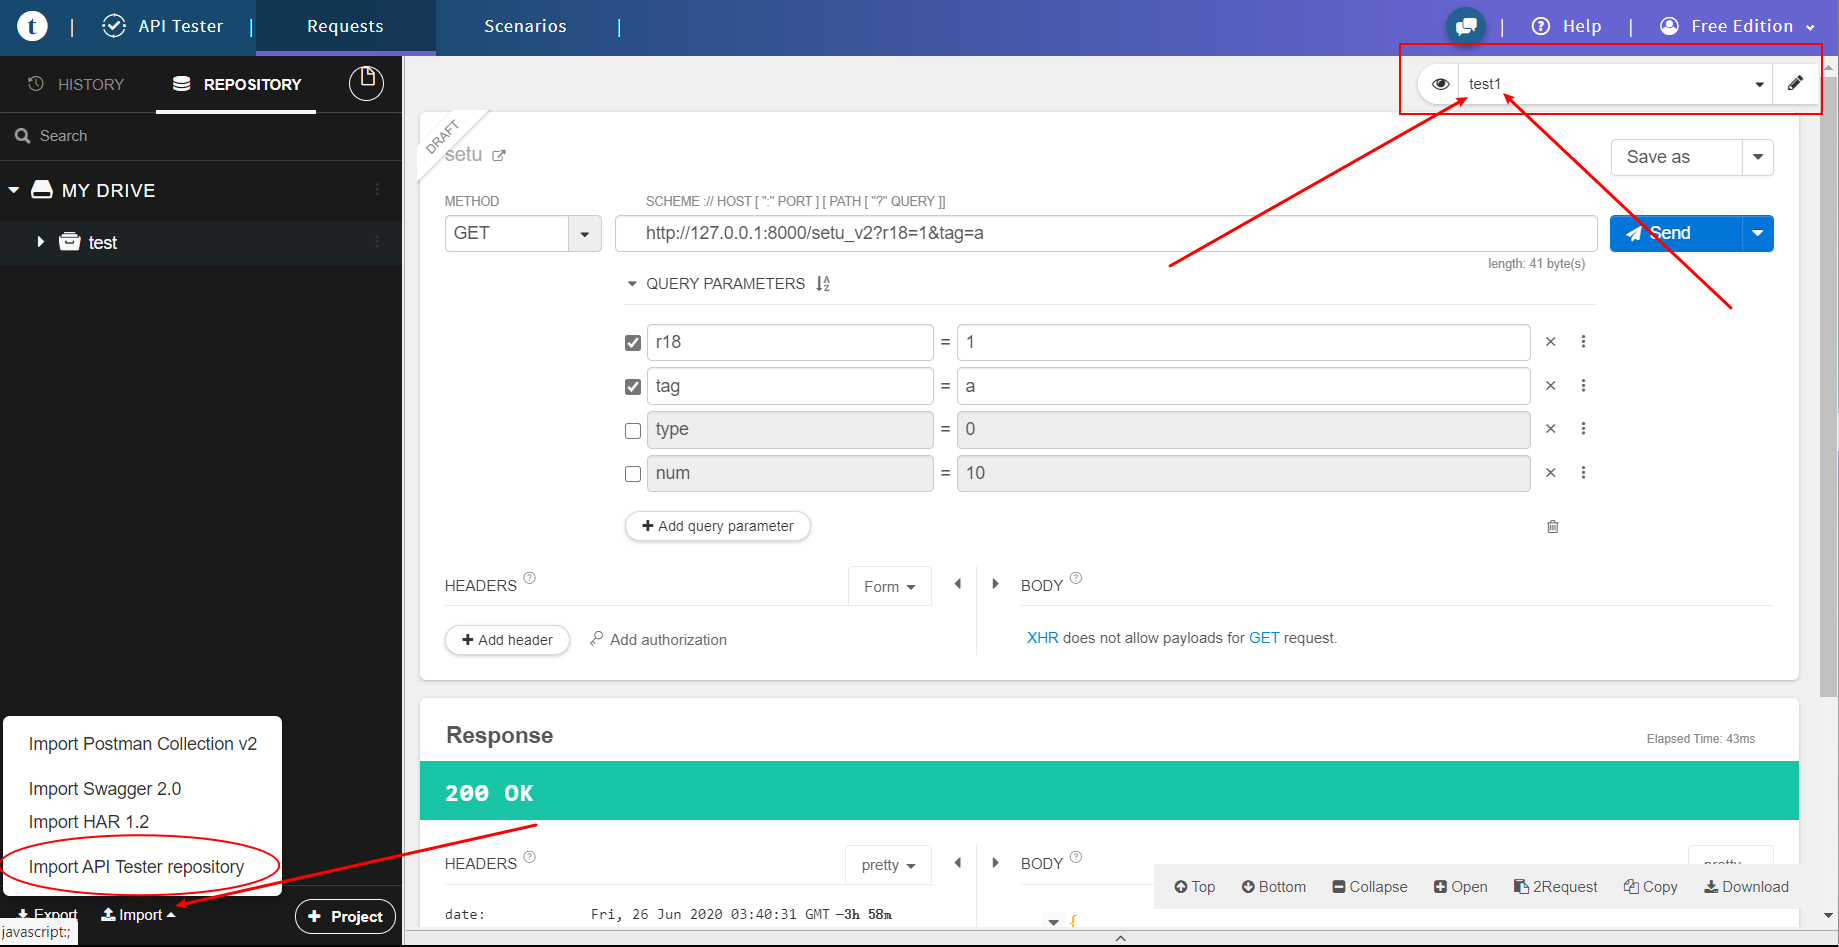 t | API Tester | Requests Scenarios | | Help | Free Edition
HISTORY REPOSITORY
Search
MY DRIVE
test
test1
DRAFT
setu
Save as
METHOD SCHEME :// HOST [ ":" PORT ] [ PATH [ "?" QUERY ]]
GET http://127.0.0.1:8000/setu_v2?r18=1&tag=a Send
length: 41 byte(s)
QUERY PARAMETERS
r18 = 1
tag = a
type = 0
num = 10
Add query parameter
HEADERS ? Form BODY ?
Add header Add authorization XHR does not allow payloads for GET request.
Import Postman Collection v2
Import Swagger 2.0
Import HAR 1.2
Import API Tester repository
Export Import Project
javascript:;
Response Elapsed Time: 43ms
200 OK
HEADERS ? pretty BODY ? pretty
Top Bottom Collapse Open 2Request Copy Download
date: Fri, 26 Jun 2020 03:40:31 GMT −3h 58m {